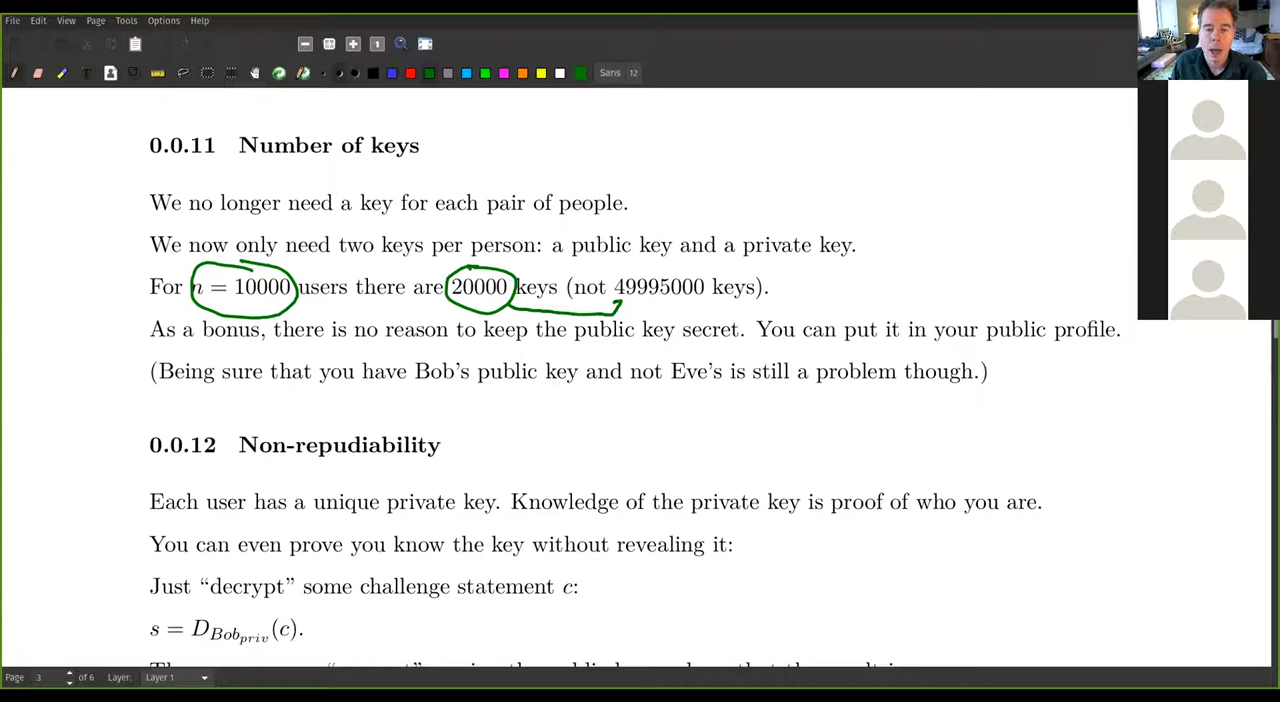 File Edit View Page Tools Options Help
Sans 12
0.0.11 Number of keys
We no longer need a key for each pair of people.
We now only need two keys per person: a public key and a private key.
For n = 10000 users there are 20000 keys (not 49995000 keys).
As a bonus, there is no reason to keep the public key secret. You can put it in your public profile.
(Being sure that you have Bob's public key and not Eve's is still a problem though.)
0.0.12 Non-repudiability
Each user has a unique private key. Knowledge of the private key is proof of who you are.
You can even prove you know the key without revealing it:
Just “decrypt” some challenge statement c:
s = D_{Bob_{priv}}(c).
Page 3 of 6 Layer: Layer 1